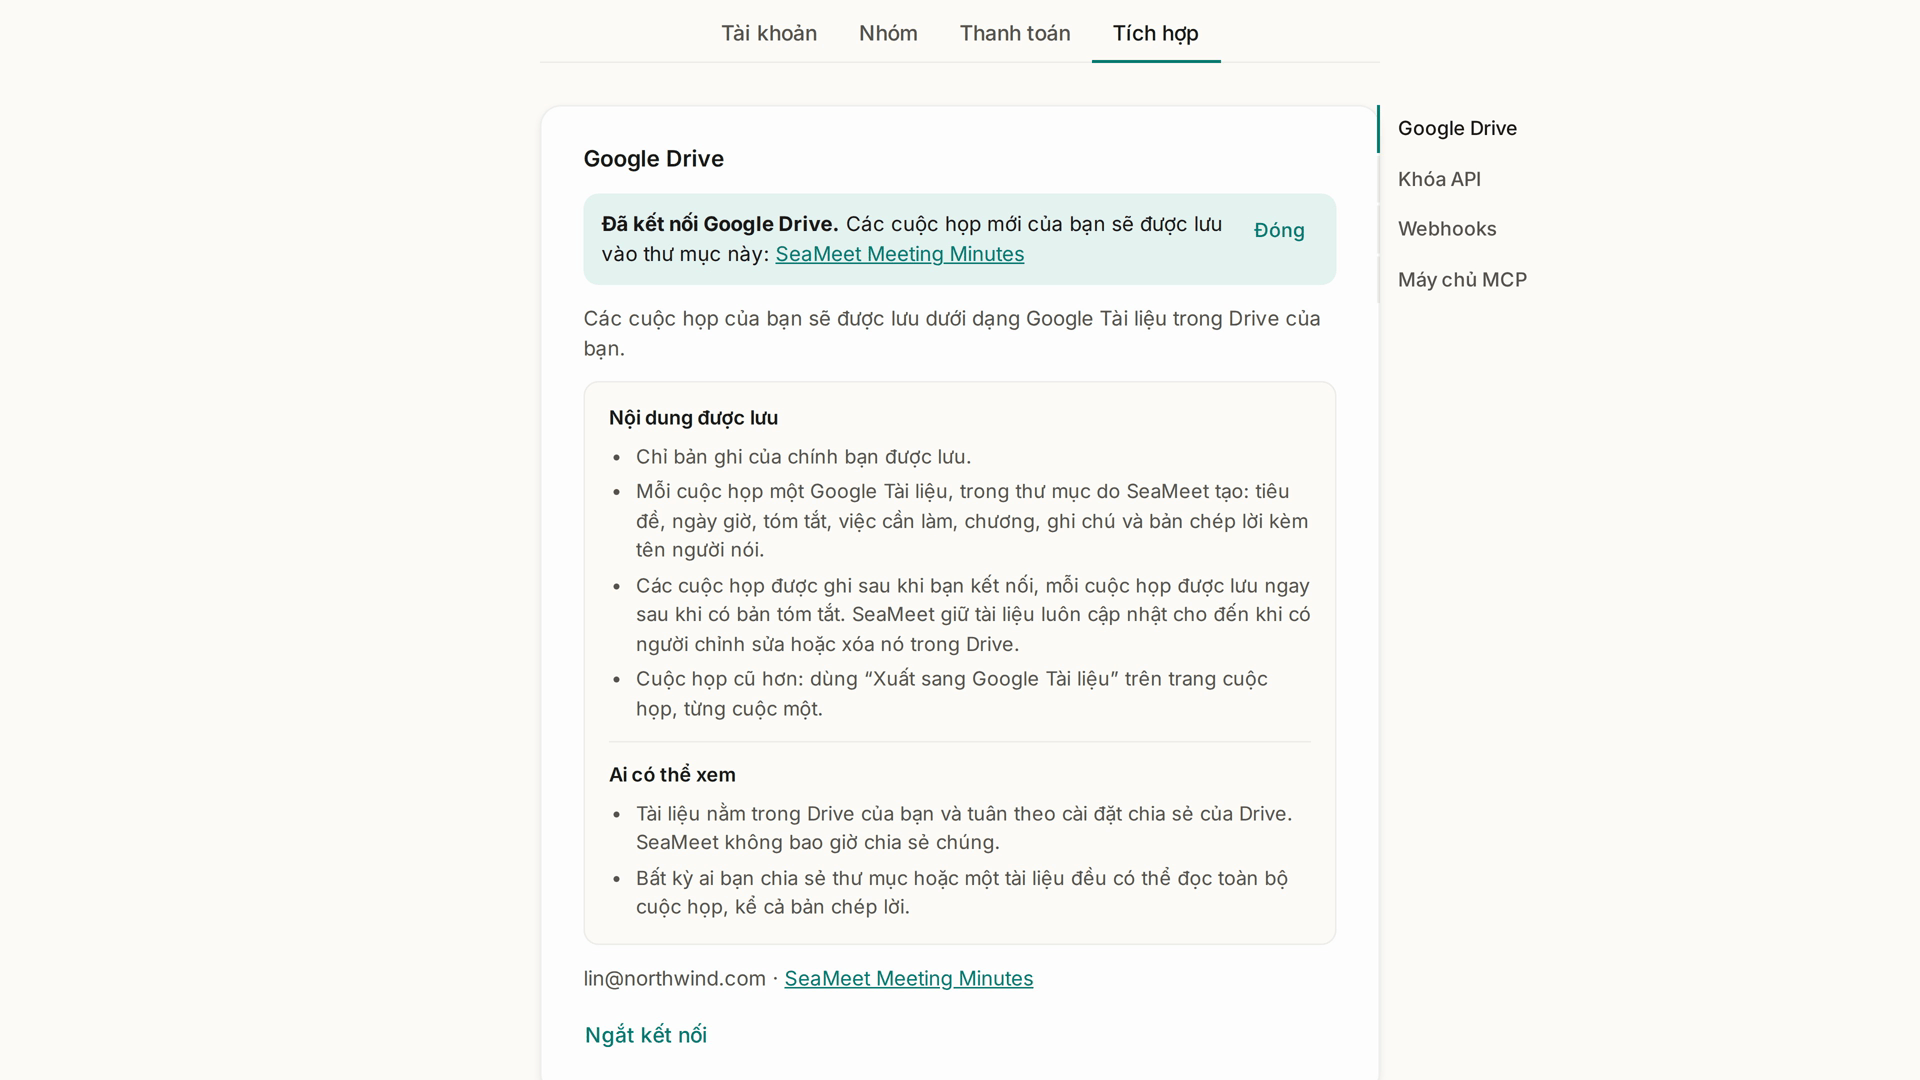 Tài khoản
Nhóm
Thanh toán
Tích hợp
Google Drive
Đã kết nối Google Drive. Các cuộc họp mới của bạn sẽ được lưu
vào thư mục này: SeaMeet Meeting Minutes
Đóng
Các cuộc họp của bạn sẽ được lưu dưới dạng Google Tài liệu trong Drive của
bạn.
Nội dung được lưu
• Chỉ bản ghi của chính bạn được lưu.
• Mỗi cuộc họp một Google Tài liệu, trong thư mục do SeaMeet tạo: tiêu
đề, ngày giờ, tóm tắt, việc cần làm, chương, ghi chú và bản chép lời kèm
tên người nói.
• Các cuộc họp được ghi sau khi bạn kết nối, mỗi cuộc họp được lưu ngay
sau khi có bản tóm tắt. SeaMeet giữ tài liệu luôn cập nhật cho đến khi có
người chỉnh sửa hoặc xóa nó trong Drive.
• Cuộc họp cũ hơn: dùng “Xuất sang Google Tài liệu” trên trang cuộc
họp, từng cuộc một.
Ai có thể xem
• Tài liệu nằm trong Drive của bạn và tuân theo cài đặt chia sẻ của Drive.
SeaMeet không bao giờ chia sẻ chúng.
• Bất kỳ ai bạn chia sẻ thư mục hoặc một tài liệu đều có thể đọc toàn bộ
cuộc họp, kể cả bản chép lời.
lin@northwind.com · SeaMeet Meeting Minutes
Ngắt kết nối
Google Drive
Khóa API
Webhooks
Máy chủ MCP